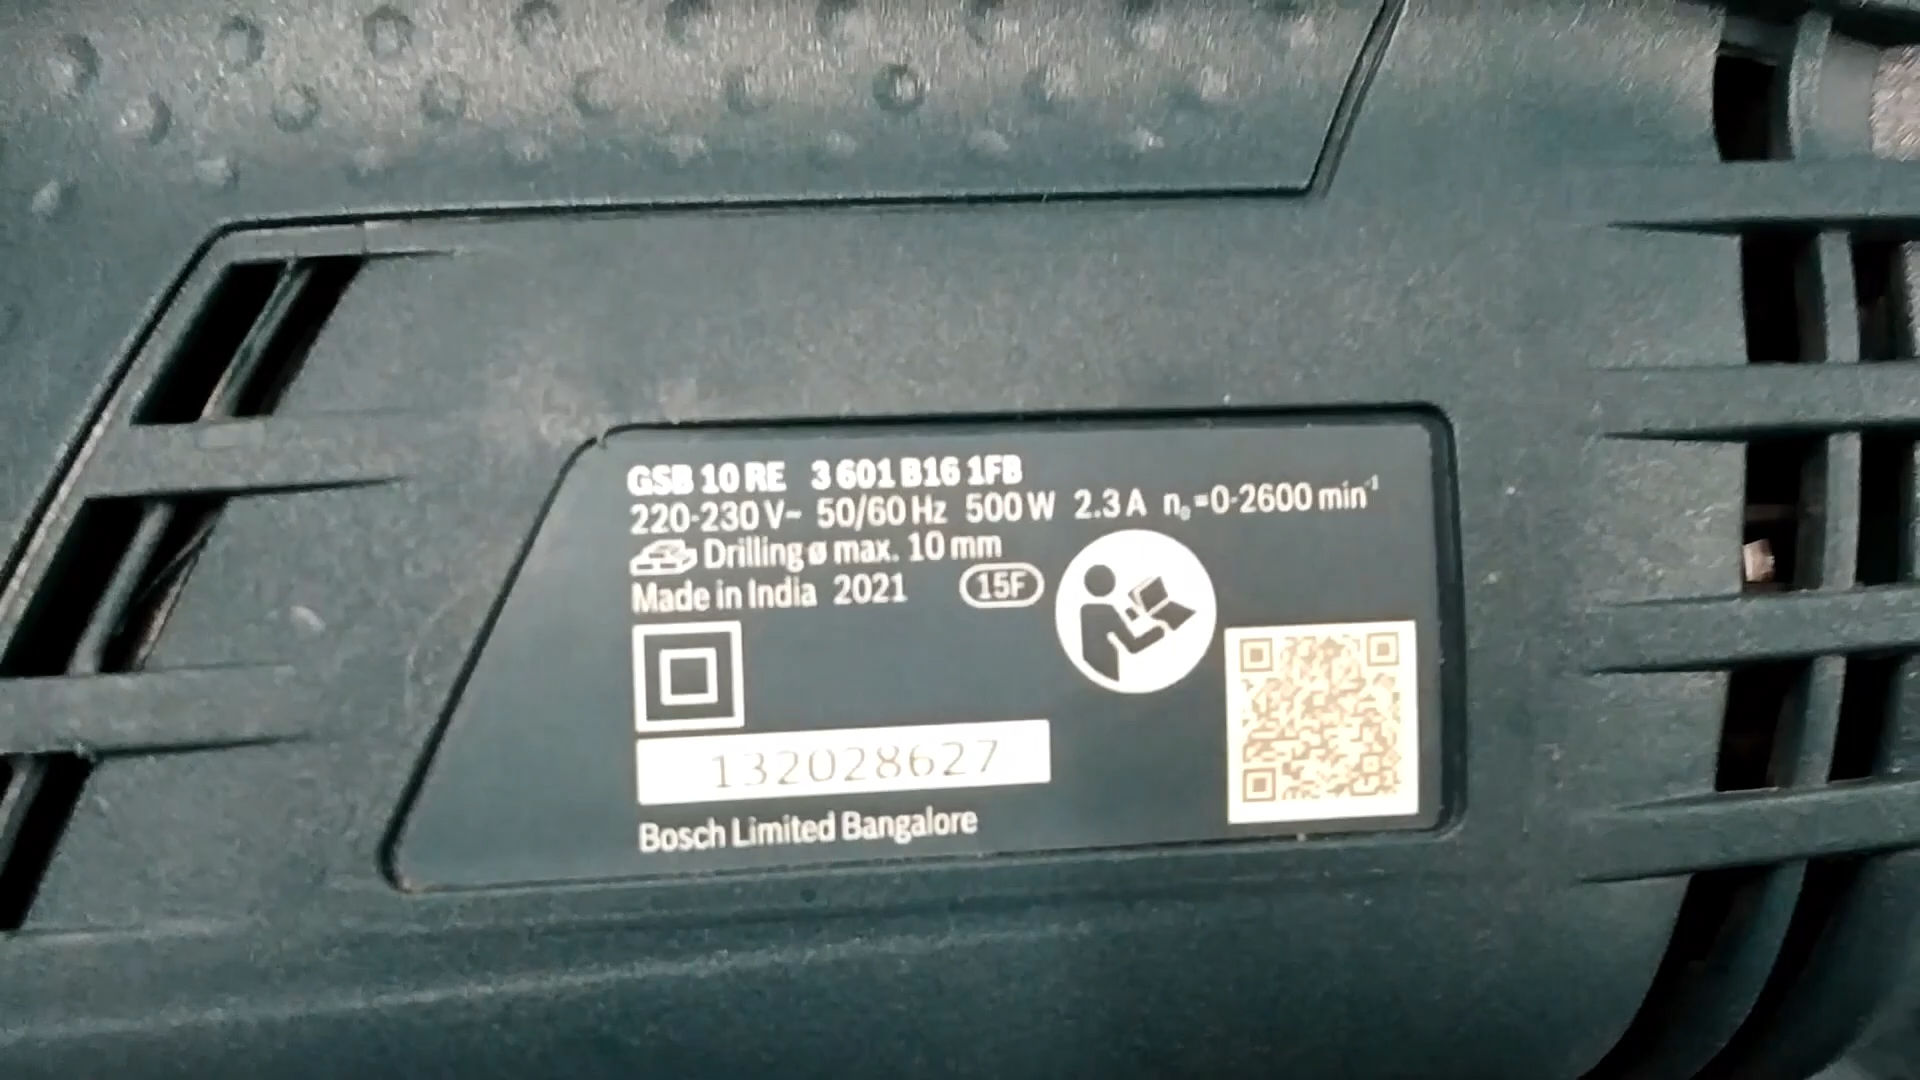 GSB 10 RE 3 601 B16 1FB
220-230 V~ 50/60 Hz 500 W 2.3 A n₀=0-2600 min⁻¹
Drilling ø max. 10 mm
Made in India 2021 15F
132028627
Bosch Limited Bangalore